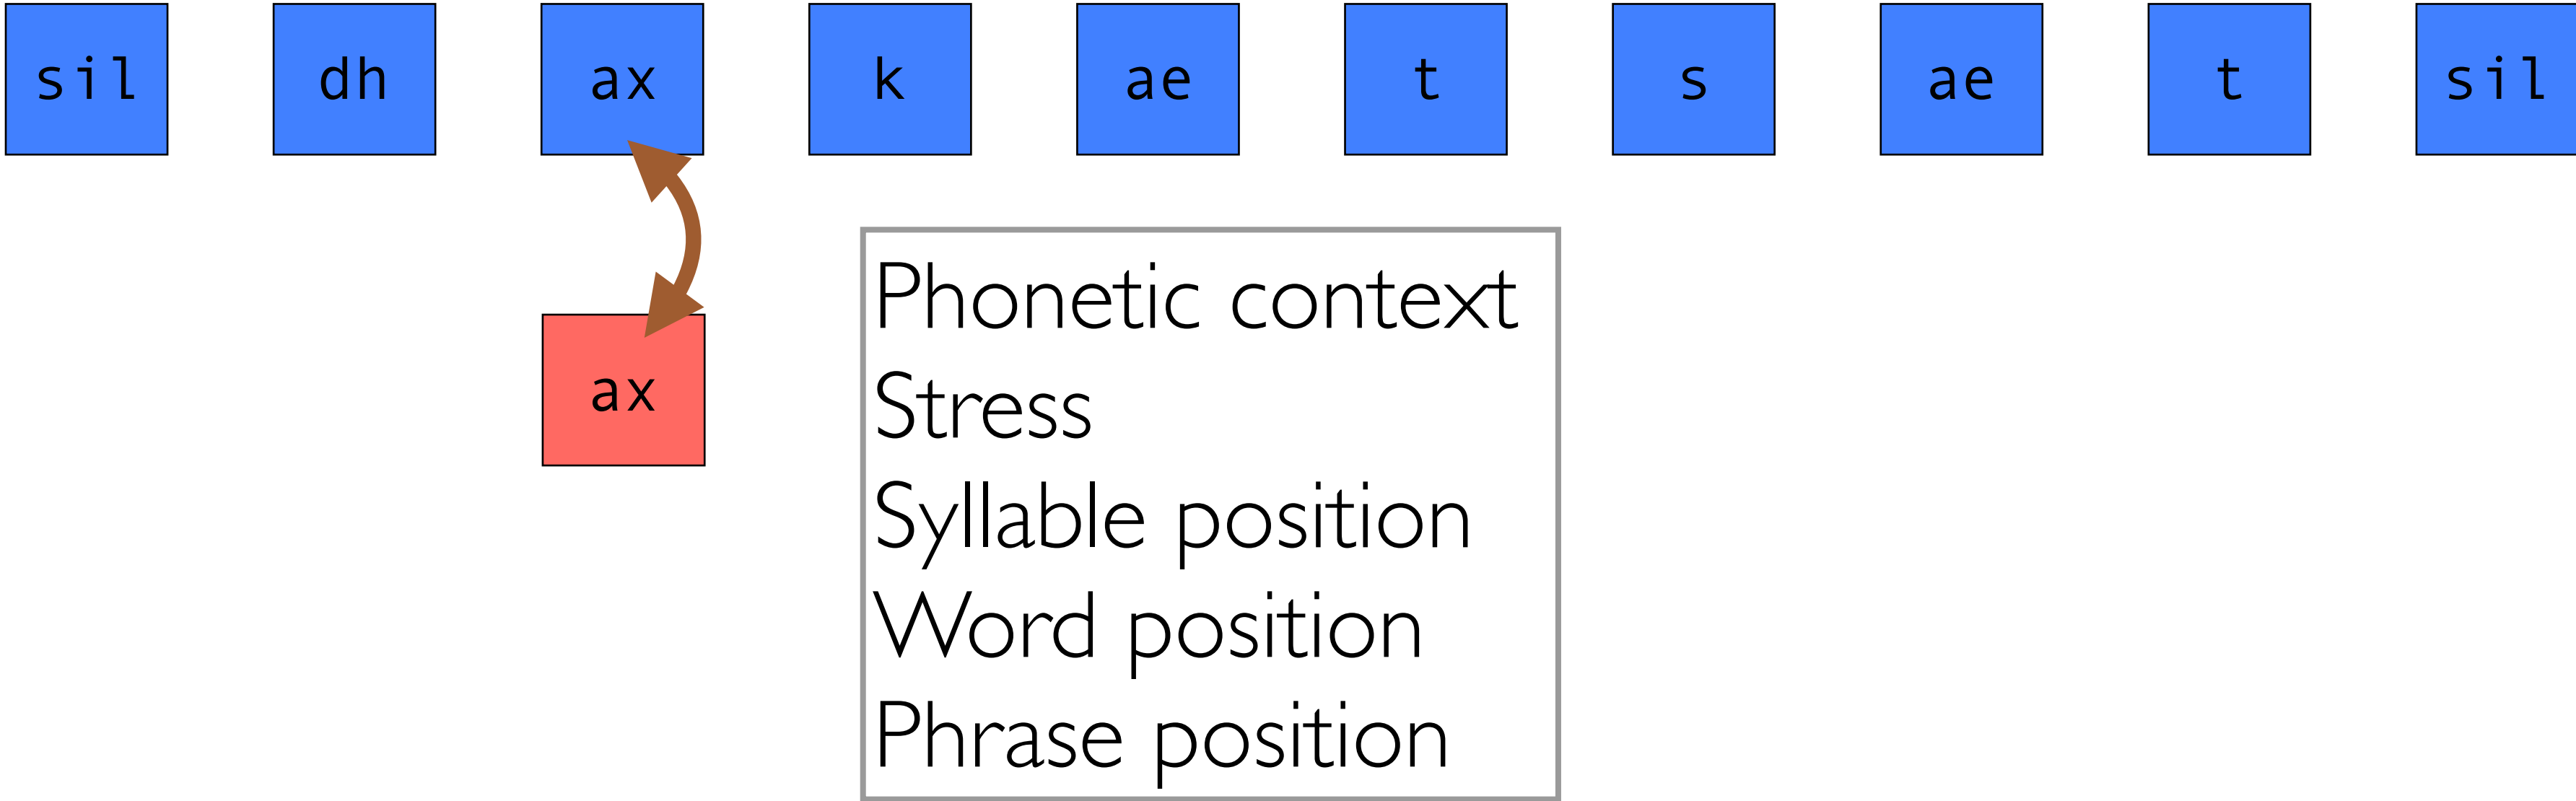 sil dh ax k ae t s ae t sil
ax
Phonetic context
Stress
Syllable position
Word position
Phrase position